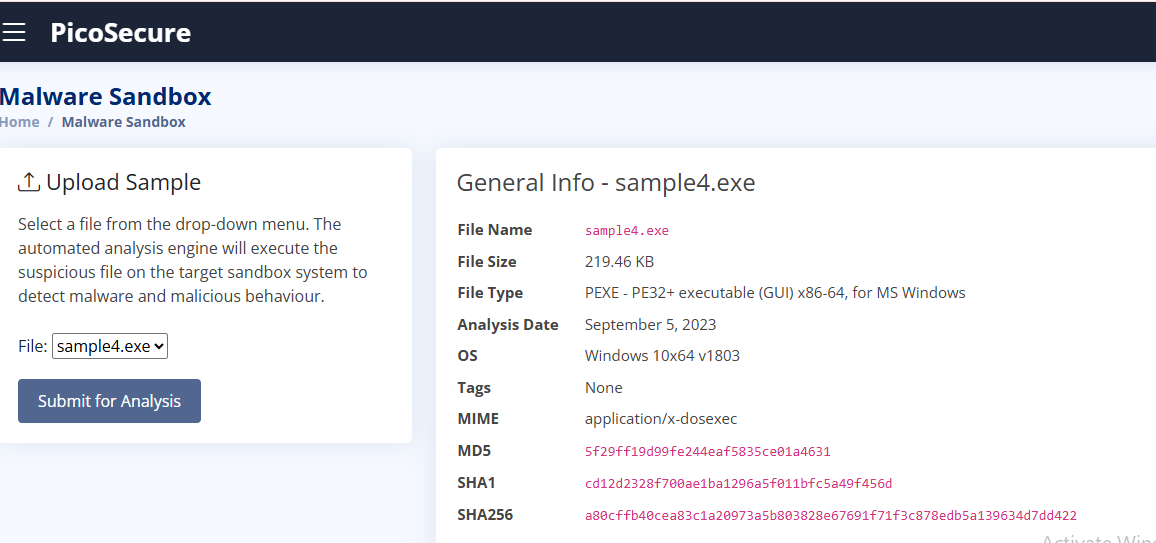 PicoSecure
Malware Sandbox
Home / Malware Sandbox
Upload Sample
Select a file from the drop-down menu. The
automated analysis engine will execute the
suspicious file on the target sandbox system to
detect malware and malicious behaviour.
File: sample4.exe
Submit for Analysis
General Info - sample4.exe
File Name sample4.exe
File Size 219.46 KB
File Type PEXE - PE32+ executable (GUI) x86-64, for MS Windows
Analysis Date September 5, 2023
OS Windows 10x64 v1803
Tags None
MIME application/x-dosexec
MD5 5f29ff19d99fe244eaf5835ce01a4631
SHA1 cd12d2328f700ae1ba1296a5f011bfc5a49f456d
SHA256 a80cffb40cea83c1a20973a5b803828e67691f71f3c878edb5a139634d7dd422